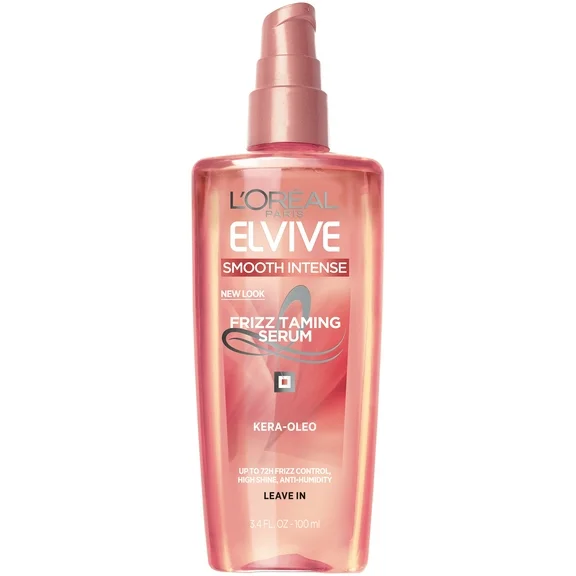 L'ORÉAL
PARIS
ELVIVE
SMOOTH INTENSE
NEW LOOK
FRIZZ TAMING
SERUM
KERA-OLEO
UP TO 72H FRIZZ CONTROL,
HIGH SHINE, ANTI-HUMIDITY
LEAVE IN
3.4 FL. OZ - 100 ml